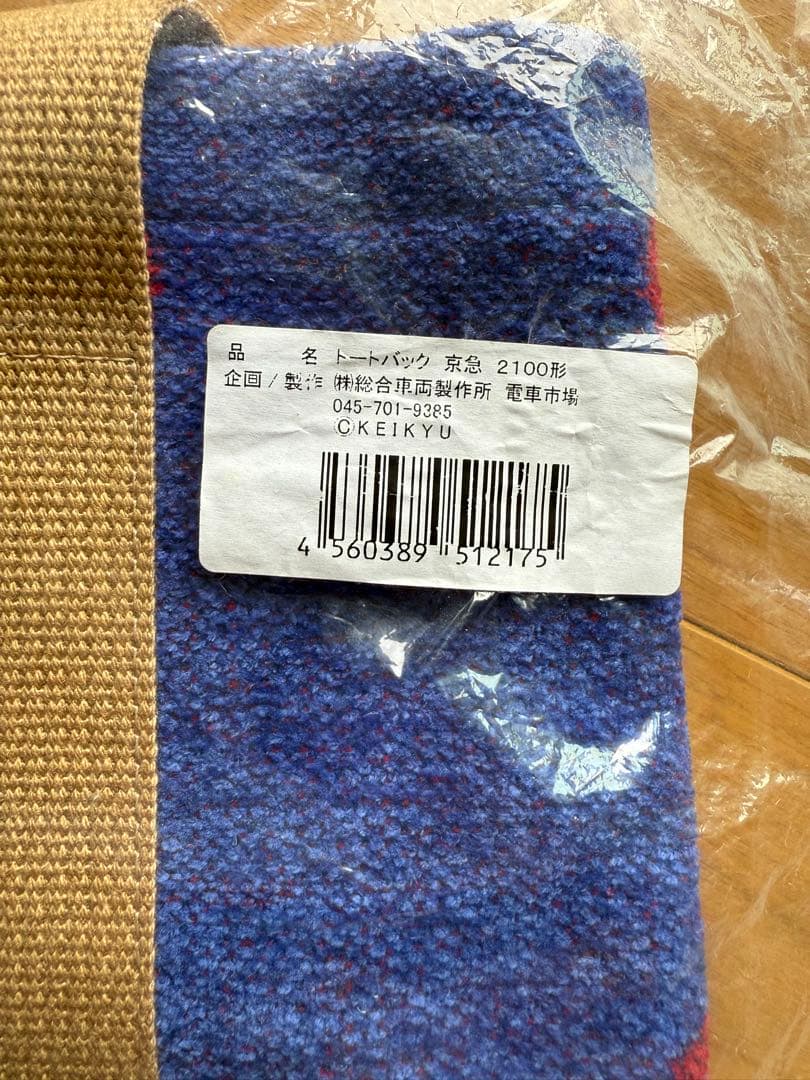 品　　　名 トートバック 京急 2100形
企画/製作 ㈱総合車両製作所 電車市場
045-701-9385
ⒸKEIKYU
4 560389 512175